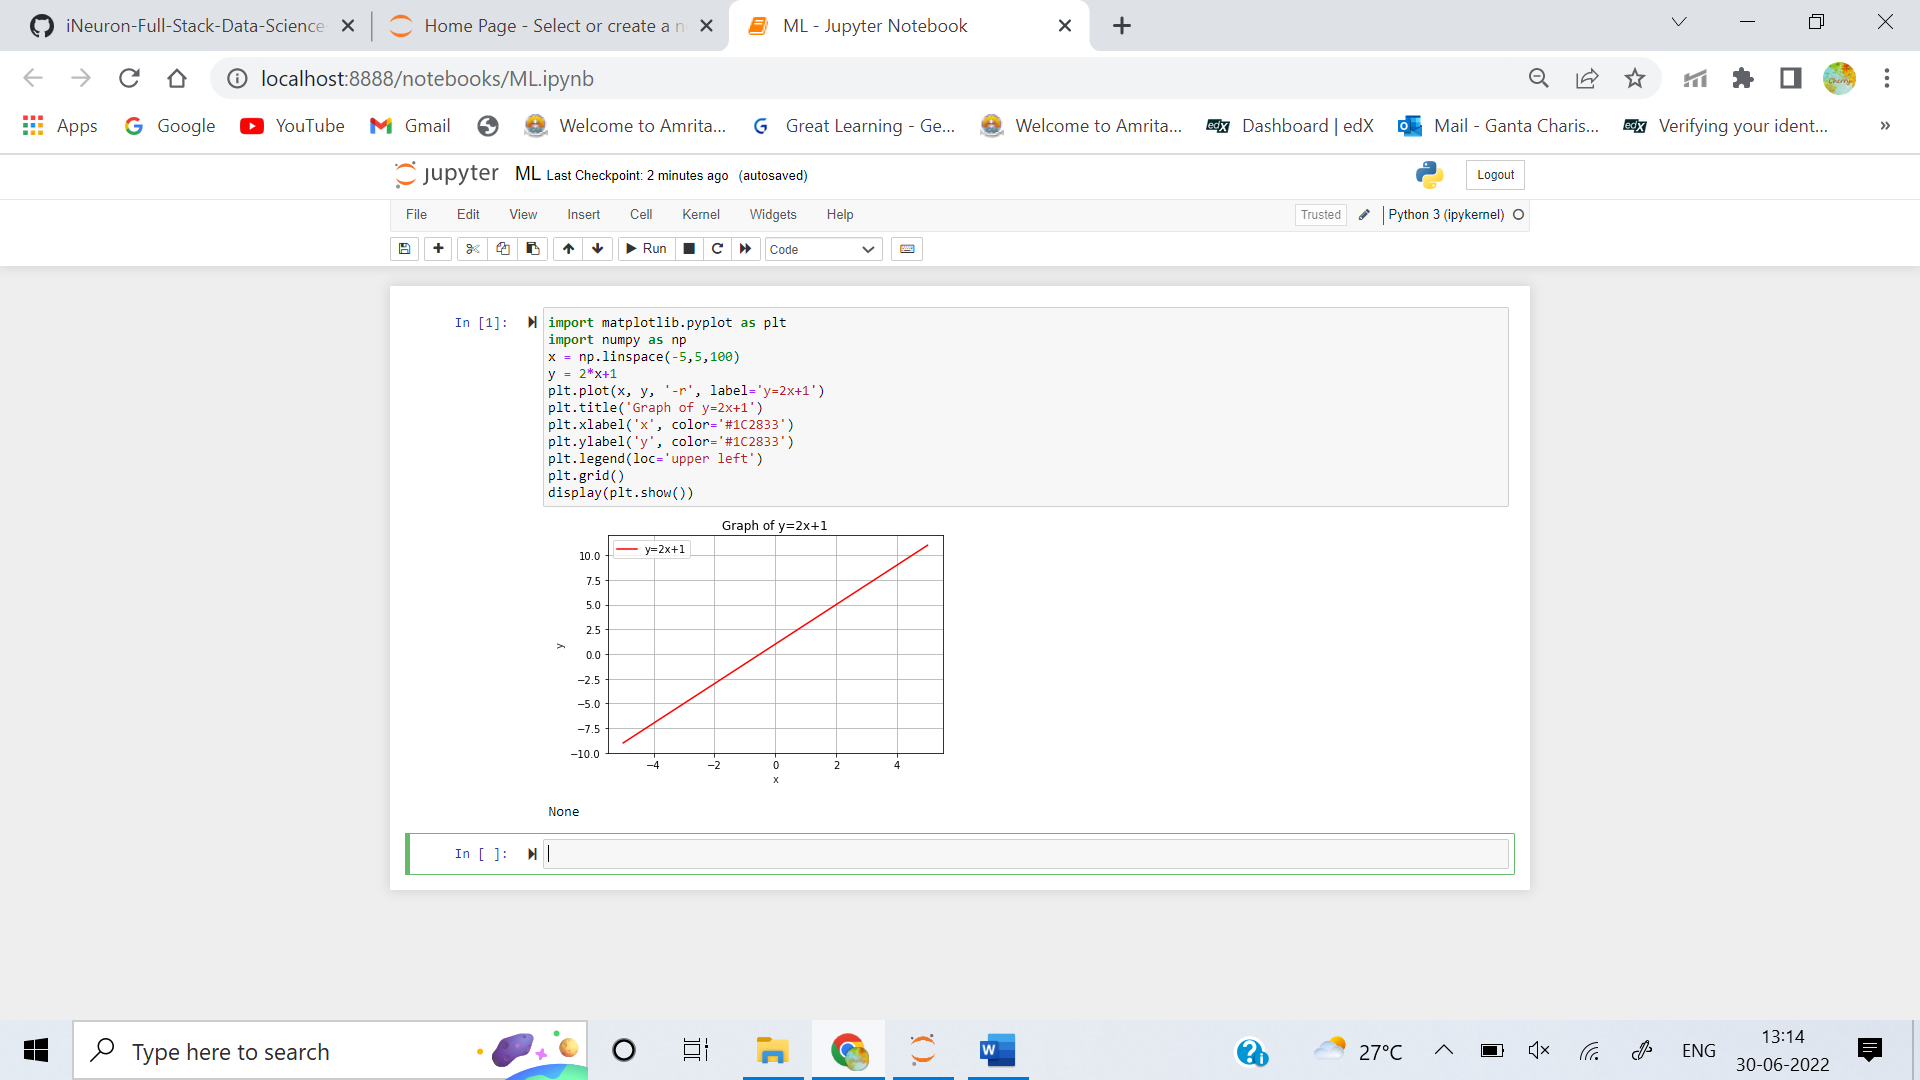 iNeuron-Full-Stack-Data-Science
Home Page - Select or create a n
ML - Jupyter Notebook
localhost:8888/notebooks/ML.ipynb
Apps
Google
YouTube
Gmail
Welcome to Amrita...
Great Learning - Ge...
Welcome to Amrita...
Dashboard | edX
Mail - Ganta Charis...
Verifying your ident...
»
jupyter ML Last Checkpoint: 2 minutes ago (autosaved)
Logout
File Edit View Insert Cell Kernel Widgets Help
Trusted
Python 3 (ipykernel)
Run
Code
In [1]:
import matplotlib.pyplot as plt
import numpy as np
x = np.linspace(-5,5,100)
y = 2*x+1
plt.plot(x, y, '-r', label='y=2x+1')
plt.title('Graph of y=2x+1')
plt.xlabel('x', color='#1C2833')
plt.ylabel('y', color='#1C2833')
plt.legend(loc='upper left')
plt.grid()
display(plt.show())
Graph of y=2x+1
y=2x+1
10.0
7.5
5.0
2.5
0.0
−2.5
−5.0
−7.5
−10.0
y
−4 −2 0 2 4
x
None
In [ ]:
Type here to search
27°C
ENG
13:14
30-06-2022